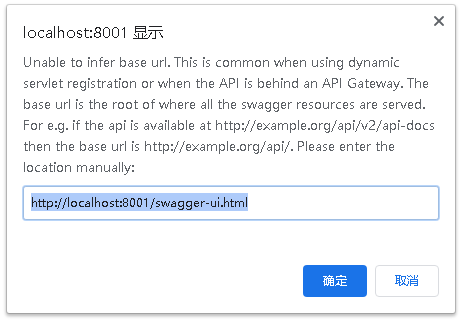 localhost:8001 显示
Unable to infer base url. This is common when using dynamic
servlet registration or when the API is behind an API Gateway. The
base url is the root of where all the swagger resources are served.
For e.g. if the api is available at http://example.org/api/v2/api-docs
then the base url is http://example.org/api/. Please enter the
location manually:
http://localhost:8001/swagger-ui.html
确定
取消